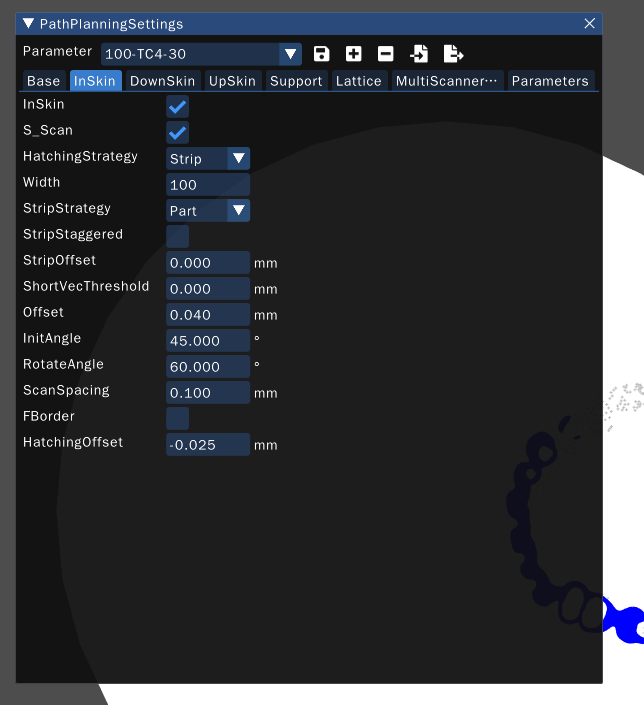 PathPlanningSettings
Parameter 100-TC4-30
Base InSkin DownSkin UpSkin Support Lattice MultiScanner··· Parameters
InSkin
S_Scan
HatchingStrategy Strip
Width 100
StripStrategy Part
StripStaggered
StripOffset 0.000 mm
ShortVecThreshold 0.000 mm
Offset 0.040 mm
InitAngle 45.000 °
RotateAngle 60.000 °
ScanSpacing 0.100 mm
FBorder
HatchingOffset -0.025 mm